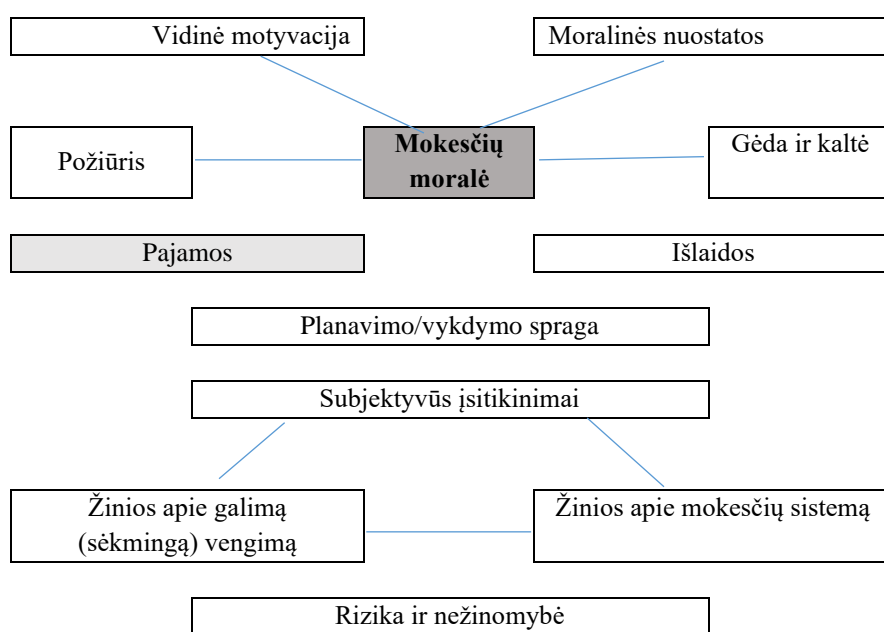 Vidinė motyvacija
Moralinės nuostatos
Požiūris
Mokesčių
moralė
Gėda ir kaltė
Pajamos
Išlaidos
Planavimo/vykdymo spraga
Subjektyvūs įsitikinimai
Žinios apie galimą
(sėkmingą) vengimą
Žinios apie mokesčių sistemą
Rizika ir nežinomybė